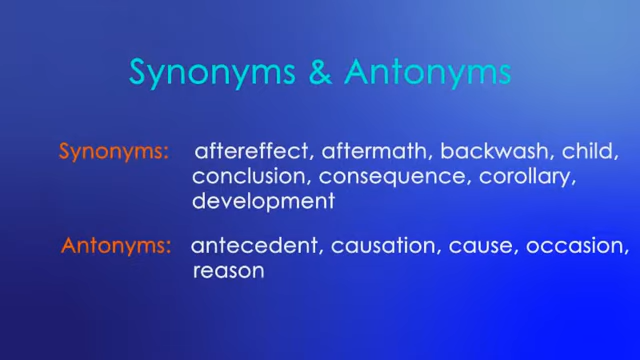 Synonyms & Antonyms
Synonyms: aftereffect, aftermath, backwash, child,
conclusion, consequence, corollary,
development
Antonyms: antecedent, causation, cause, occasion,
reason